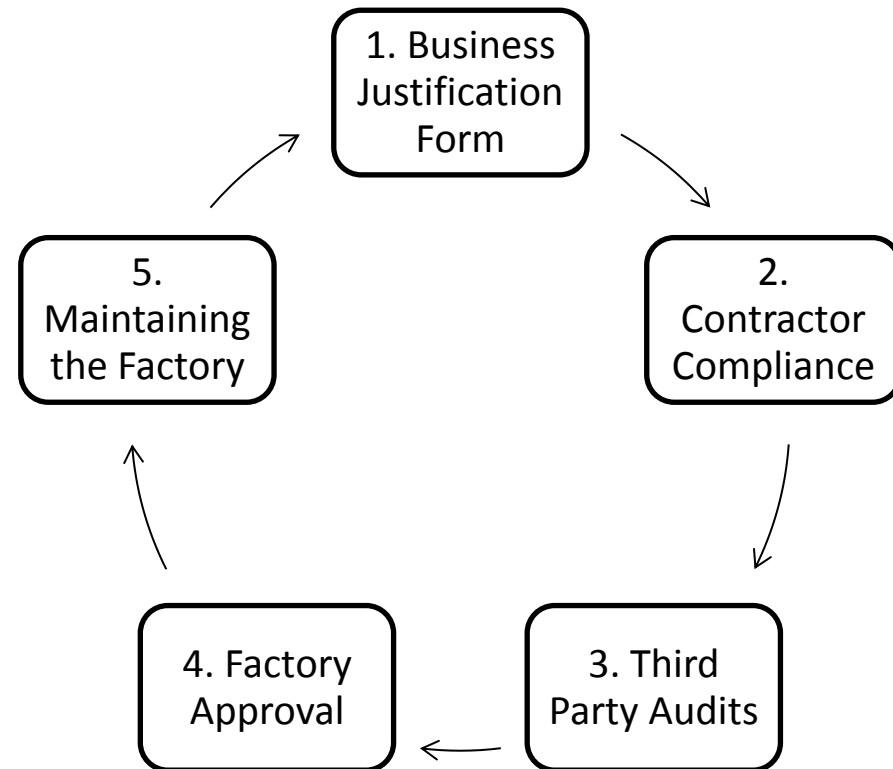 1. Business
Justification
Form
2.
Contractor
Compliance
3. Third
Party Audits
4. Factory
Approval
5.
Maintaining
the Factory